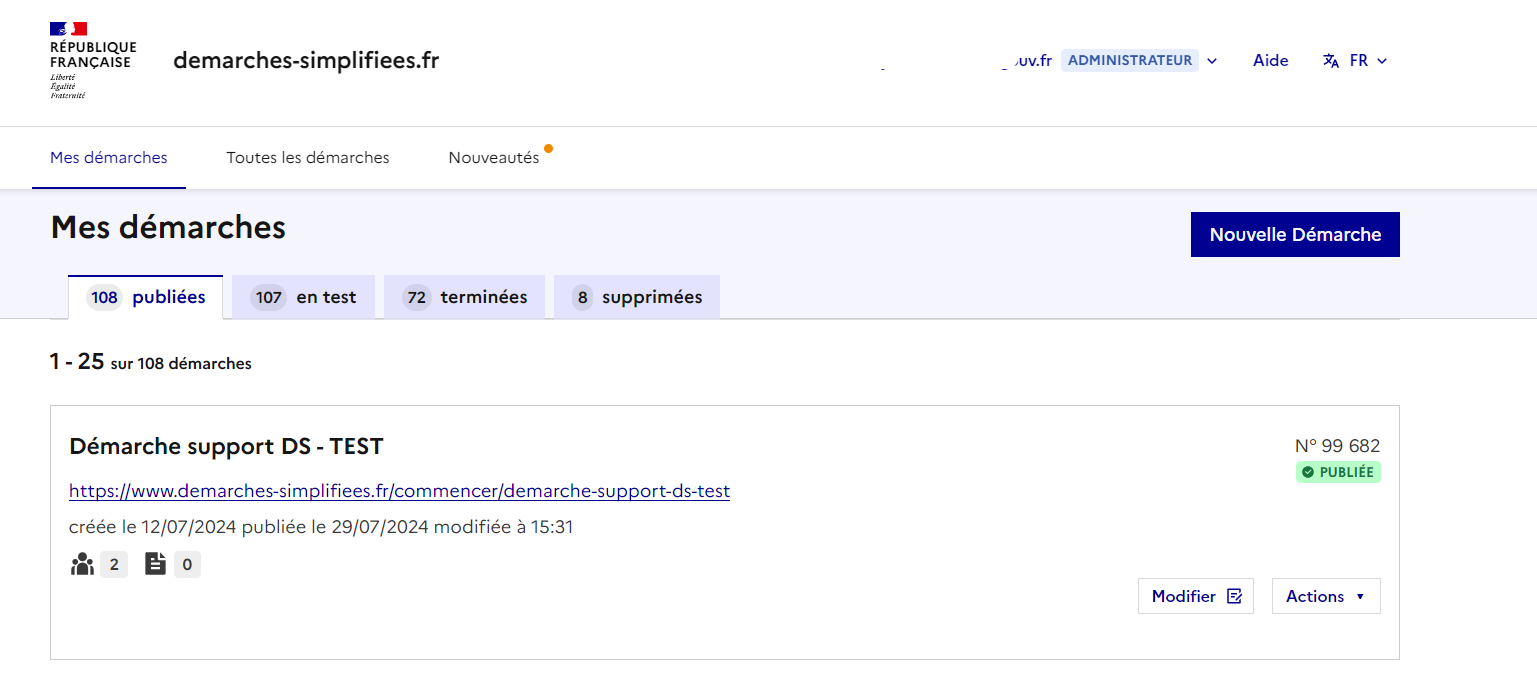 RÉPUBLIQUE
FRANÇAISE
Liberté
Égalité
Fraternité
demarches-simplifiees.fr
uv.fr ADMINISTRATEUR Aide FR
Mes démarches Toutes les démarches Nouveautés
Mes démarches
Nouvelle Démarche
108 publiées 107 en test 72 terminées 8 supprimées
1 - 25 sur 108 démarches
Démarche support DS - TEST
N° 99 682
PUBLIÉE
https://www.demarches-simplifiees.fr/commencer/demarche-support-ds-test
créée le 12/07/2024 publiée le 29/07/2024 modifiée à 15:31
2 0
Modifier Actions